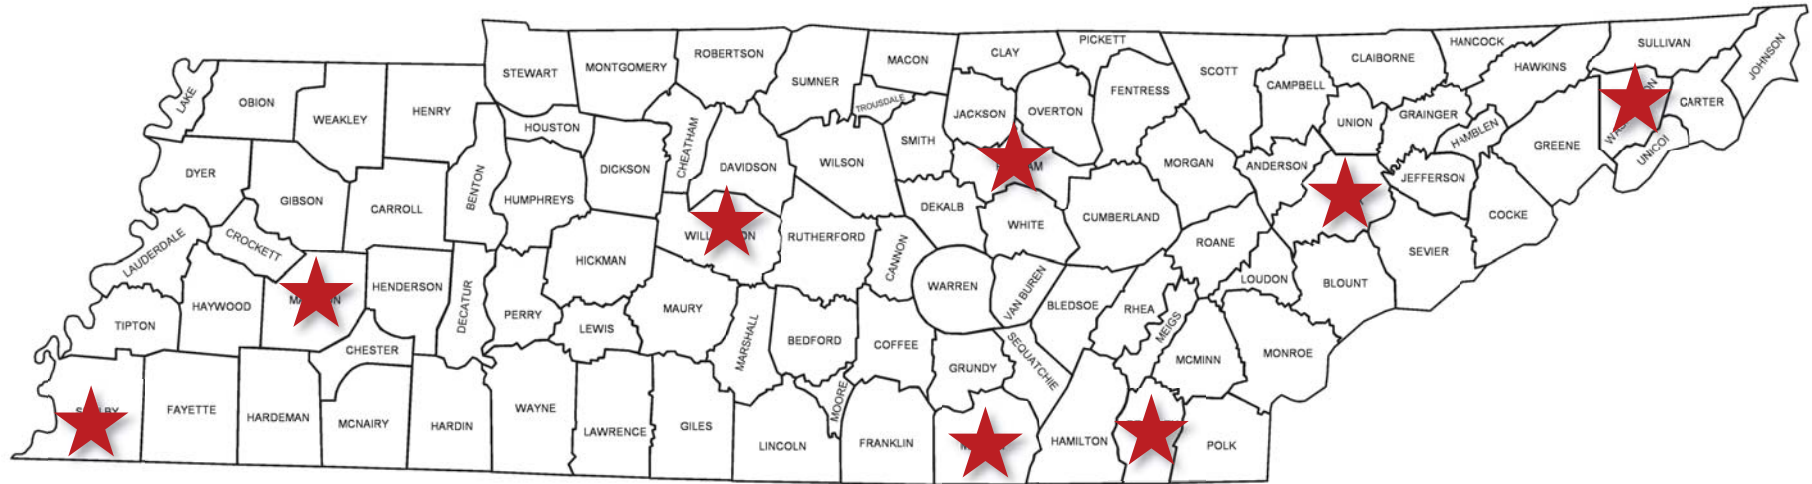 LAKE
OBION
WEAKLEY
HENRY
STEWART
MONTGOMERY
ROBERTSON
SUMNER
MACON
TROUSDALE
CLAY
PICKETT
SCOTT
CAMPBELL
CLAIBORNE
HANCOCK
HAWKINS
SULLIVAN
JOHNSON
HOUSTON
CHEATHAM
SMITH
JACKSON
OVERTON
FENTRESS
UNION
GRAINGER
HAMBLEN
GREENE
CARTER
UNICOI
DYER
GIBSON
CARROLL
BENTON
HUMPHREYS
DICKSON
DAVIDSON
WILSON
DEKALB
WHITE
CUMBERLAND
MORGAN
ANDERSON
JEFFERSON
COCKE
LAUDERDALE
CROCKETT
HICKMAN
RUTHERFORD
CANNON
WARREN
VAN BUREN
BLEDSOE
ROANE
LOUDON
BLOUNT
SEVIER
TIPTON
HAYWOOD
HENDERSON
DECATUR
PERRY
LEWIS
MAURY
MARSHALL
BEDFORD
COFFEE
GRUNDY
SEQUATCHIE
RHEA
MEIGS
MCMINN
MONROE
CHESTER
FAYETTE
HARDEMAN
MCNAIRY
HARDIN
WAYNE
LAWRENCE
GILES
LINCOLN
MOORE
FRANKLIN
HAMILTON
POLK